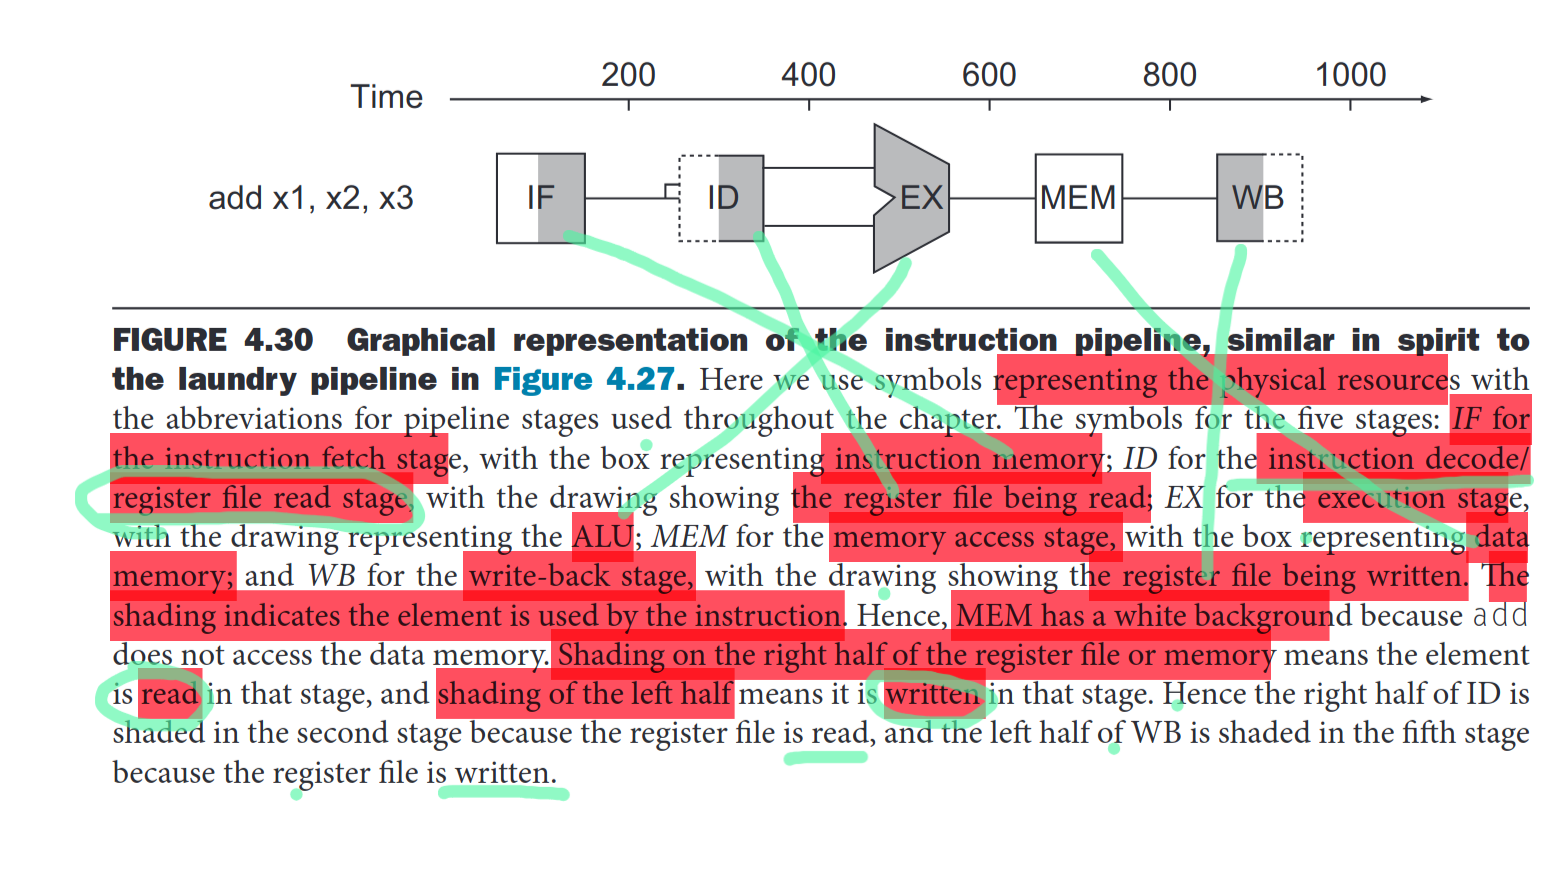 200 400 600 800 1000
Time
add x1, x2, x3 IF ID EX MEM WB
FIGURE 4.30 Graphical representation of the instruction pipeline, similar in spirit to
the laundry pipeline in Figure 4.27. Here we use symbols representing the physical resources with
the abbreviations for pipeline stages used throughout the chapter. The symbols for the five stages: IF for
the instruction fetch stage, with the box representing instruction memory; ID for the instruction decode/
register file read stage, with the drawing showing the register file being read; EX for the execution stage,
with the drawing representing the ALU; MEM for the memory access stage, with the box representing data
memory; and WB for the write-back stage, with the drawing showing the register file being written. The
shading indicates the element is used by the instruction. Hence, MEM has a white background because add
does not access the data memory. Shading on the right half of the register file or memory means the element
is read in that stage, and shading of the left half means it is written in that stage. Hence the right half of ID is
shaded in the second stage because the register file is read, and the left half of WB is shaded in the fifth stage
because the register file is written.